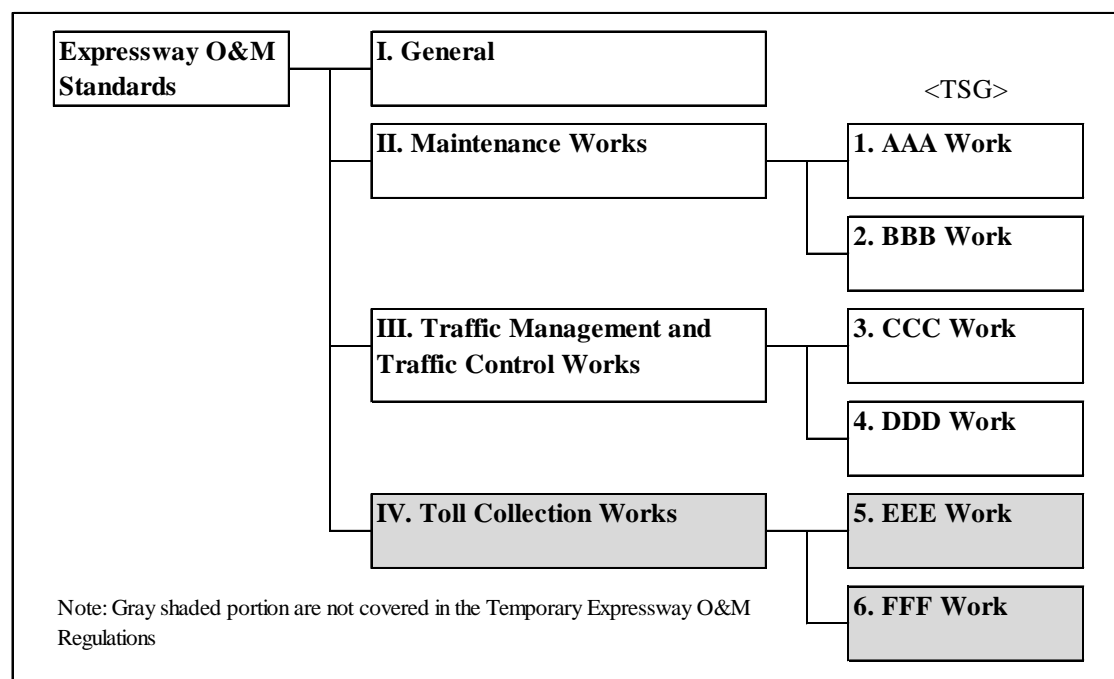 Expressway O&M
Standards
I. General
<TSG>
II. Maintenance Works
1. AAA Work
2. BBB Work
III. Traffic Management and
Traffic Control Works
3. CCC Work
4. DDD Work
IV. Toll Collection Works
5. EEE Work
6. FFF Work
Note: Gray shaded portion are not covered in the Temporary Expressway O&M
Regulations